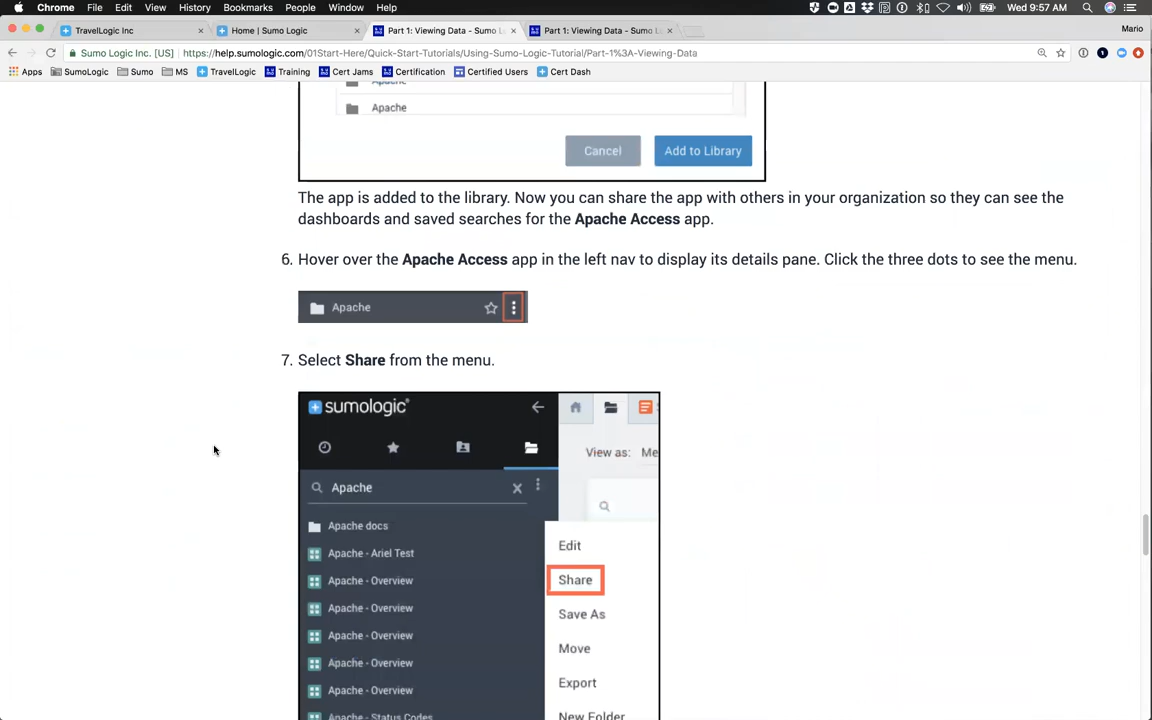 Chrome File Edit View History Bookmarks People Window Help Wed 9:57 AM
TravelLogic Inc Home | Sumo Logic Part 1: Viewing Data - Sumo L Part 1: Viewing Data - Sumo L Mario
Sumo Logic Inc. [US] https://help.sumologic.com/01Start-Here/Quick-Start-Tutorials/Using-Sumo-Logic-Tutorial/Part-1%3A-Viewing-Data
Apps SumoLogic Sumo MS TravelLogic Training Cert Jams Certification Certified Users Cert Dash
Apache
Apache
Cancel Add to Library
The app is added to the library. Now you can share the app with others in your organization so they can see the
dashboards and saved searches for the Apache Access app.
6. Hover over the Apache Access app in the left nav to display its details pane. Click the three dots to see the menu.
Apache
7. Select Share from the menu.
sumologic
View as: Me
Apache
Apache docs
Edit
Apache - Ariel Test
Share
Apache - Overview
Apache - Overview
Save As
Apache - Overview
Move
Apache - Overview
Export
Apache - Overview
Apache - Status Codes
New Folder